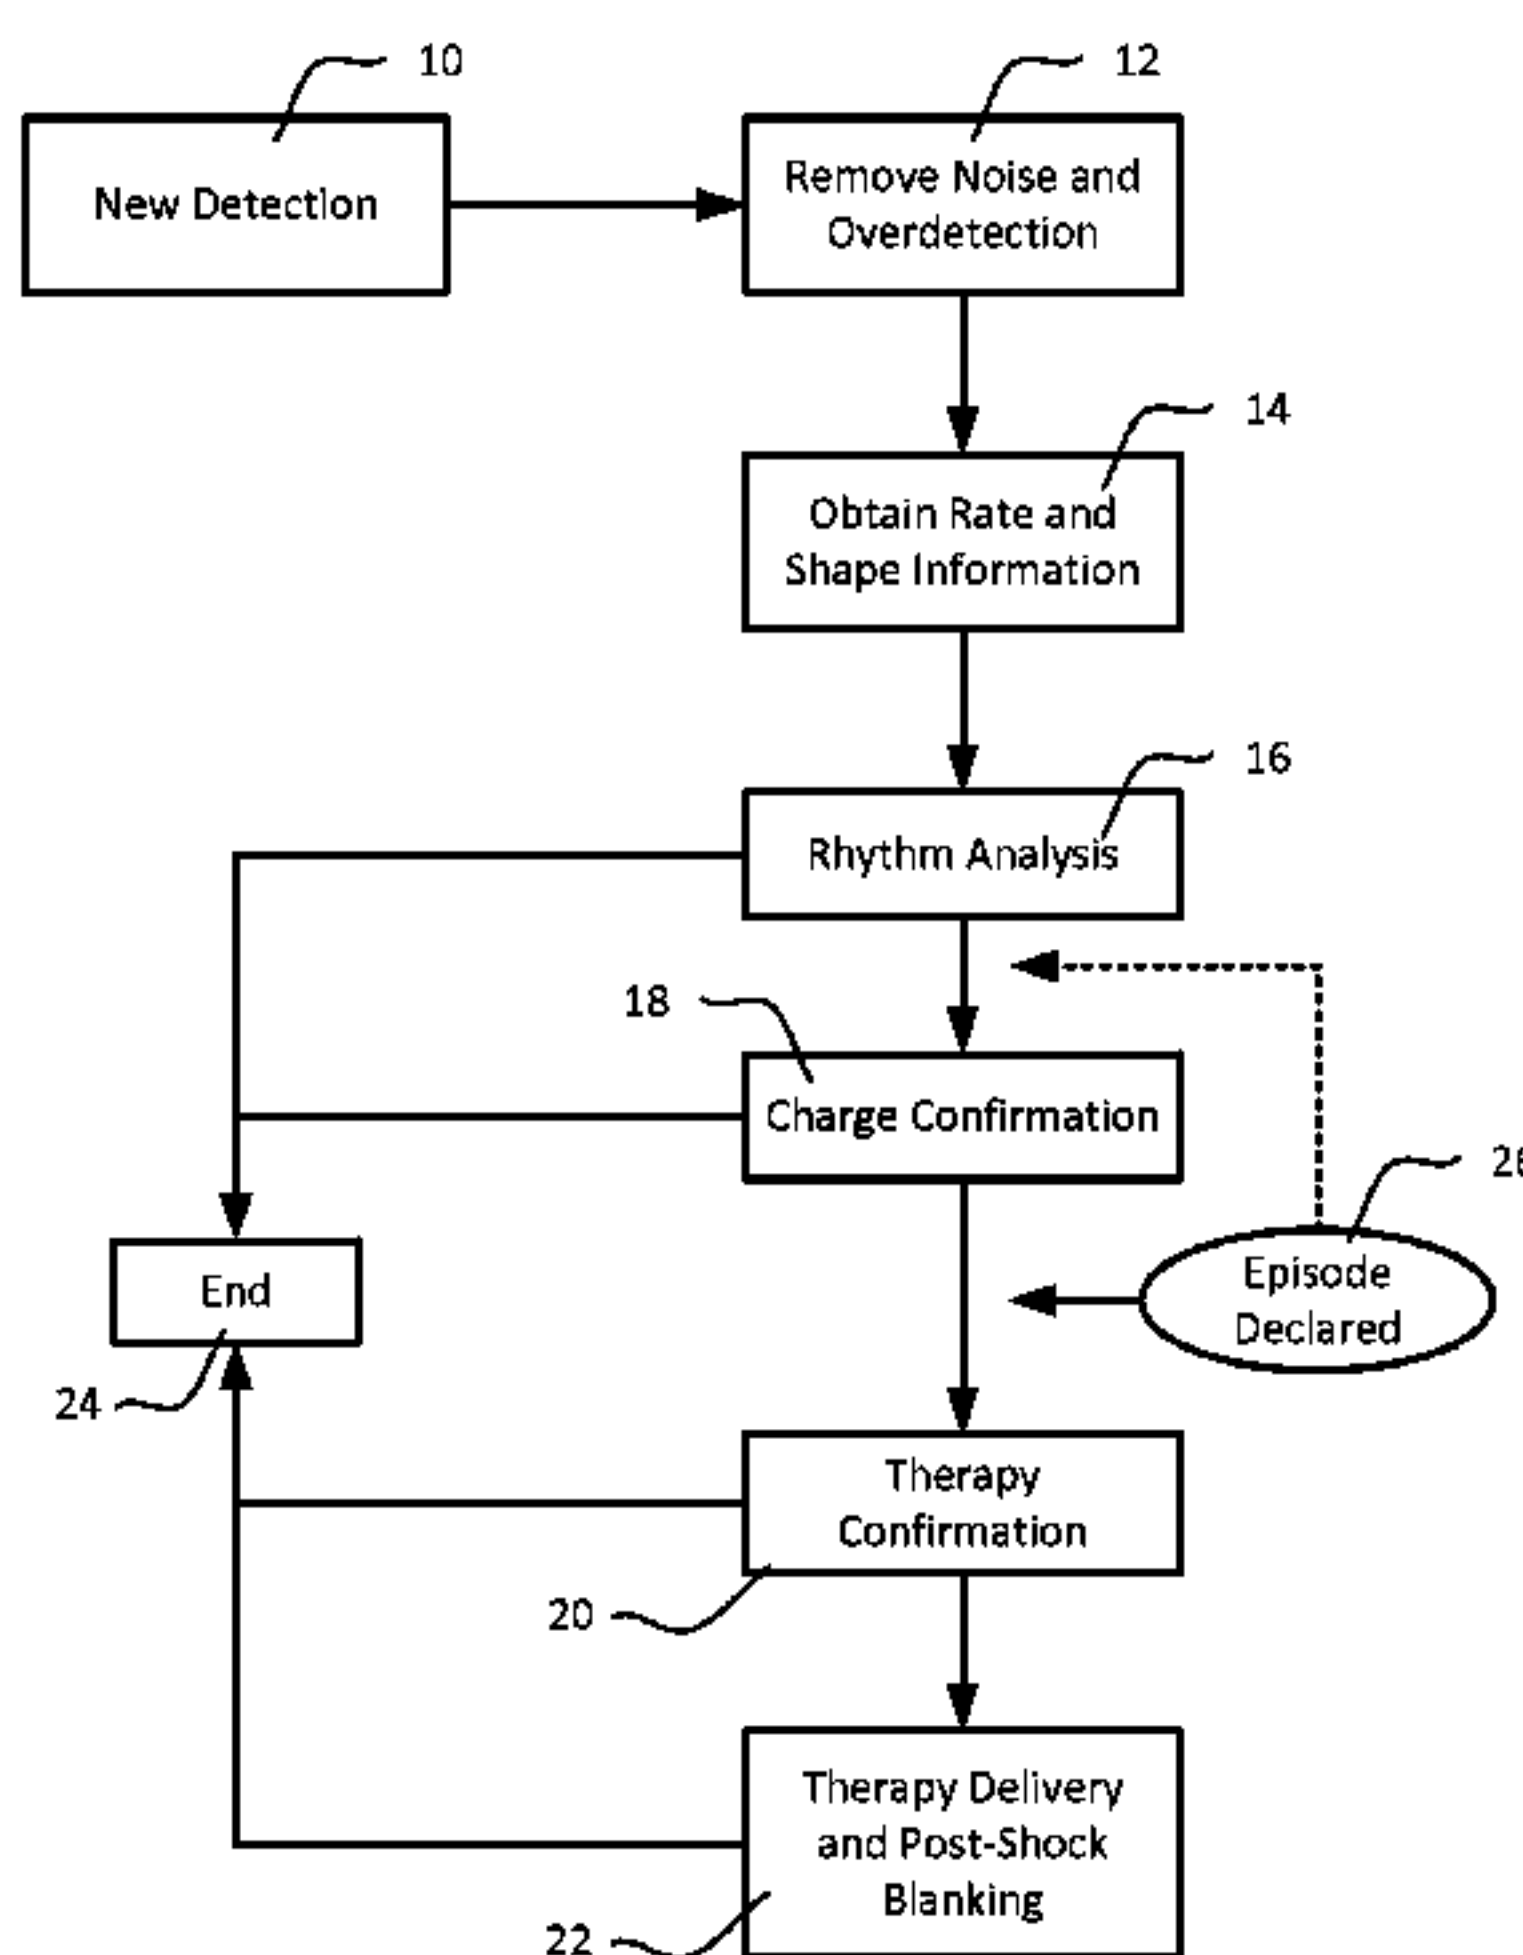 10
12
New Detection
Remove Noise and
Overdetection
14
Obtain Rate and
Shape Information
16
Rhythm Analysis
18
Charge Confirmation
End
Episode
Declared
24
Therapy
Confirmation
20
Therapy Delivery
and Post-Shock
Blanking
22